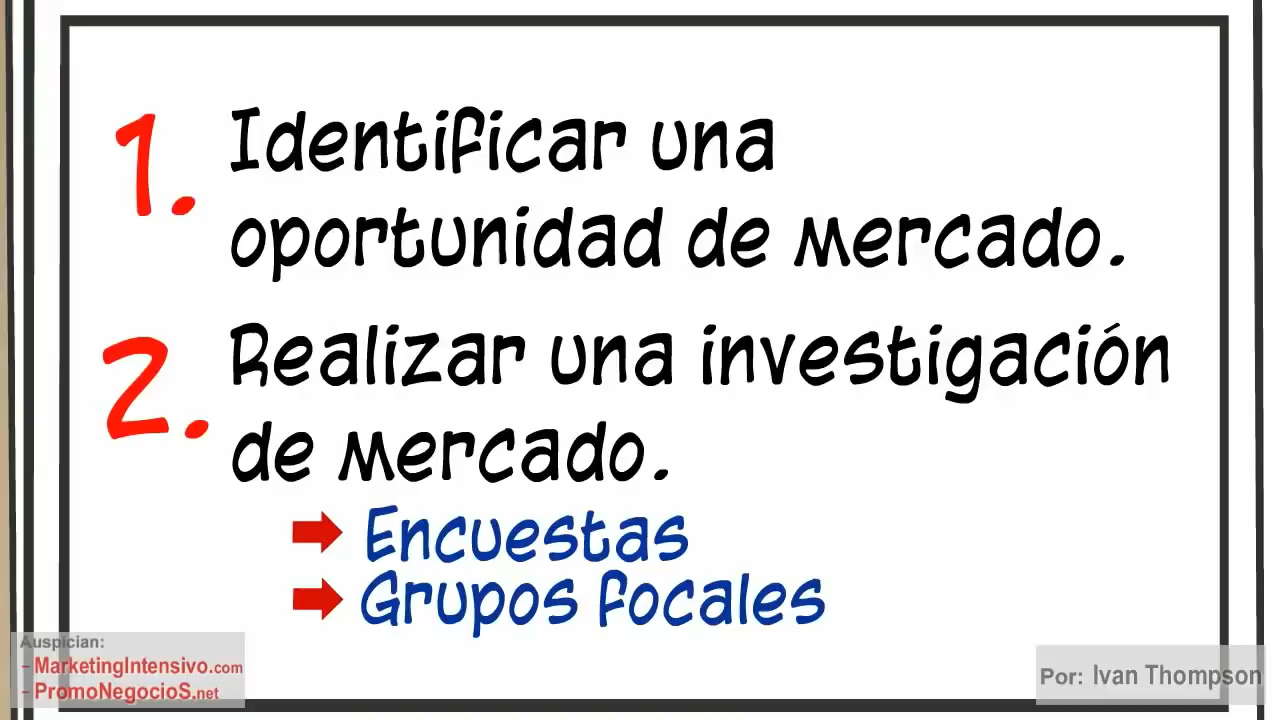 1. Identificar una
oportunidad de mercado.
2. Realizar una investigación
de mercado.
Encuestas
Grupos focales
Auspician:
- MarketingIntensivo.com
- PromoNegocioS.net
Por: Ivan Thompson